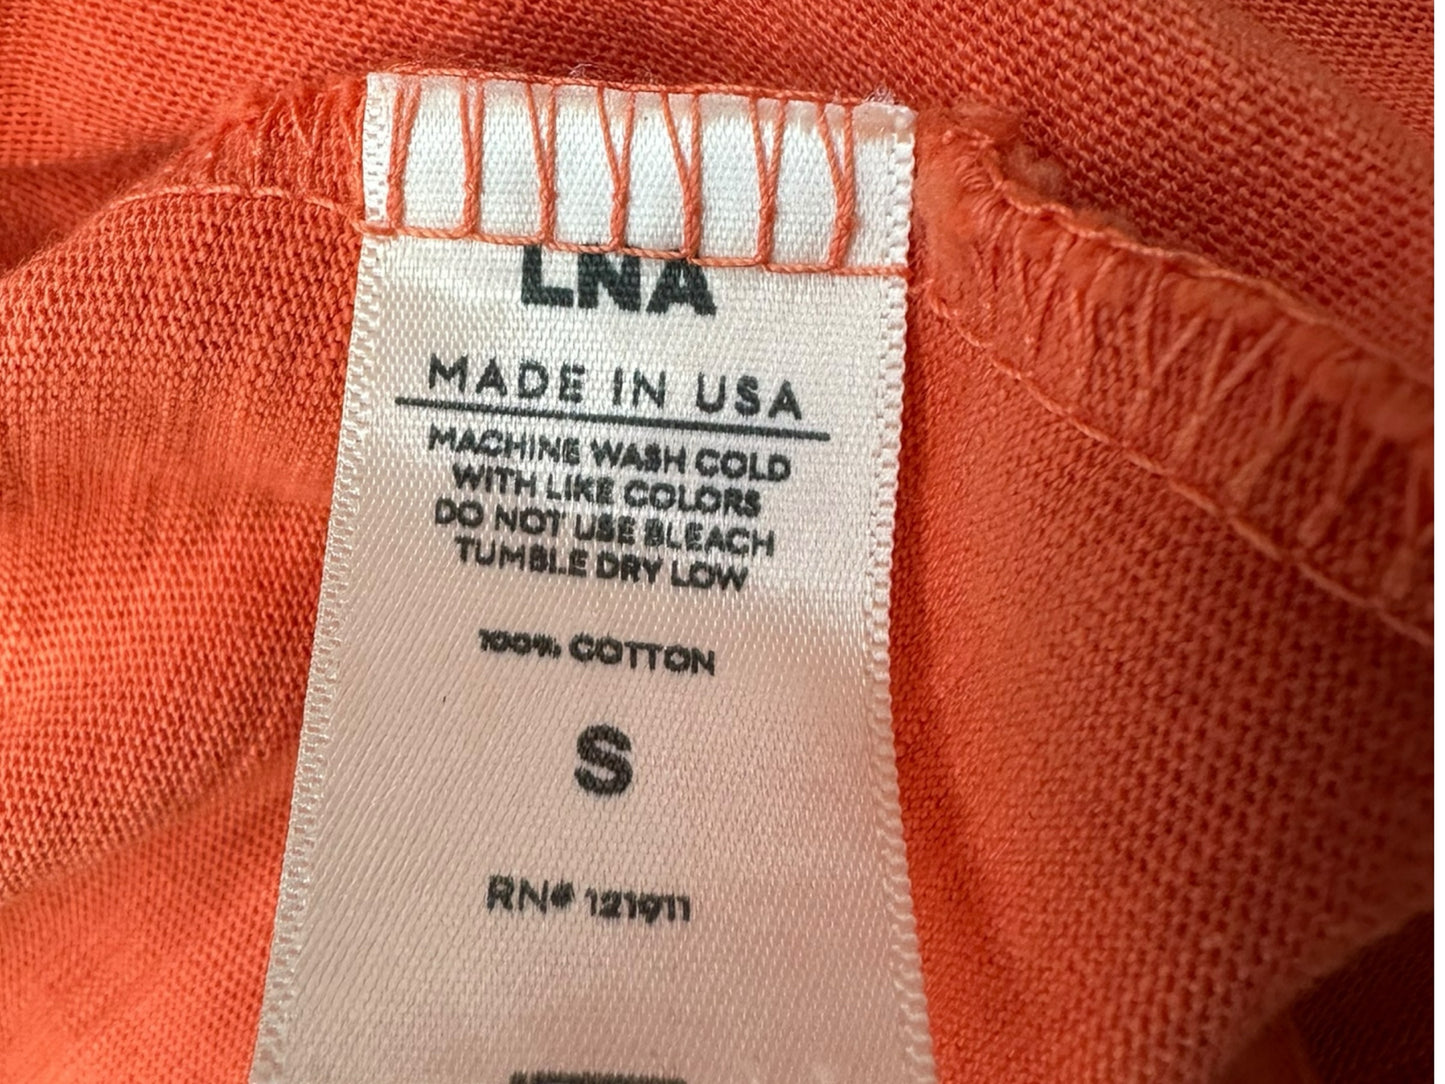 LNA
MADE IN USA
MACHINE WASH COLD
WITH LIKE COLORS
DO NOT USE BLEACH
TUMBLE DRY LOW
100% COTTON
S
RN# 121911